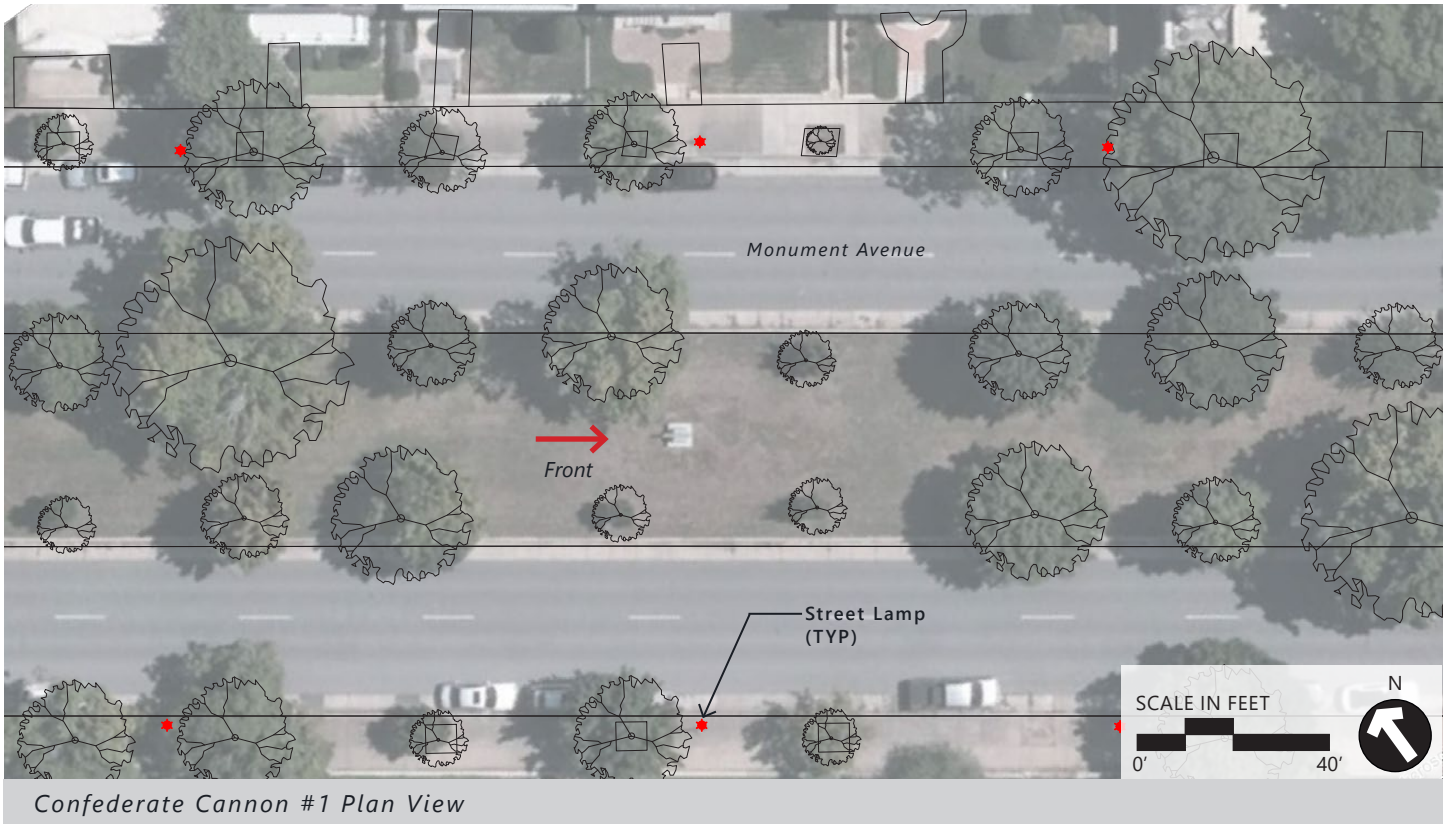 Monument Avenue
Front
Street Lamp
(TYP)
SCALE IN FEET
N
0’
40’
Confederate Cannon #1 Plan View